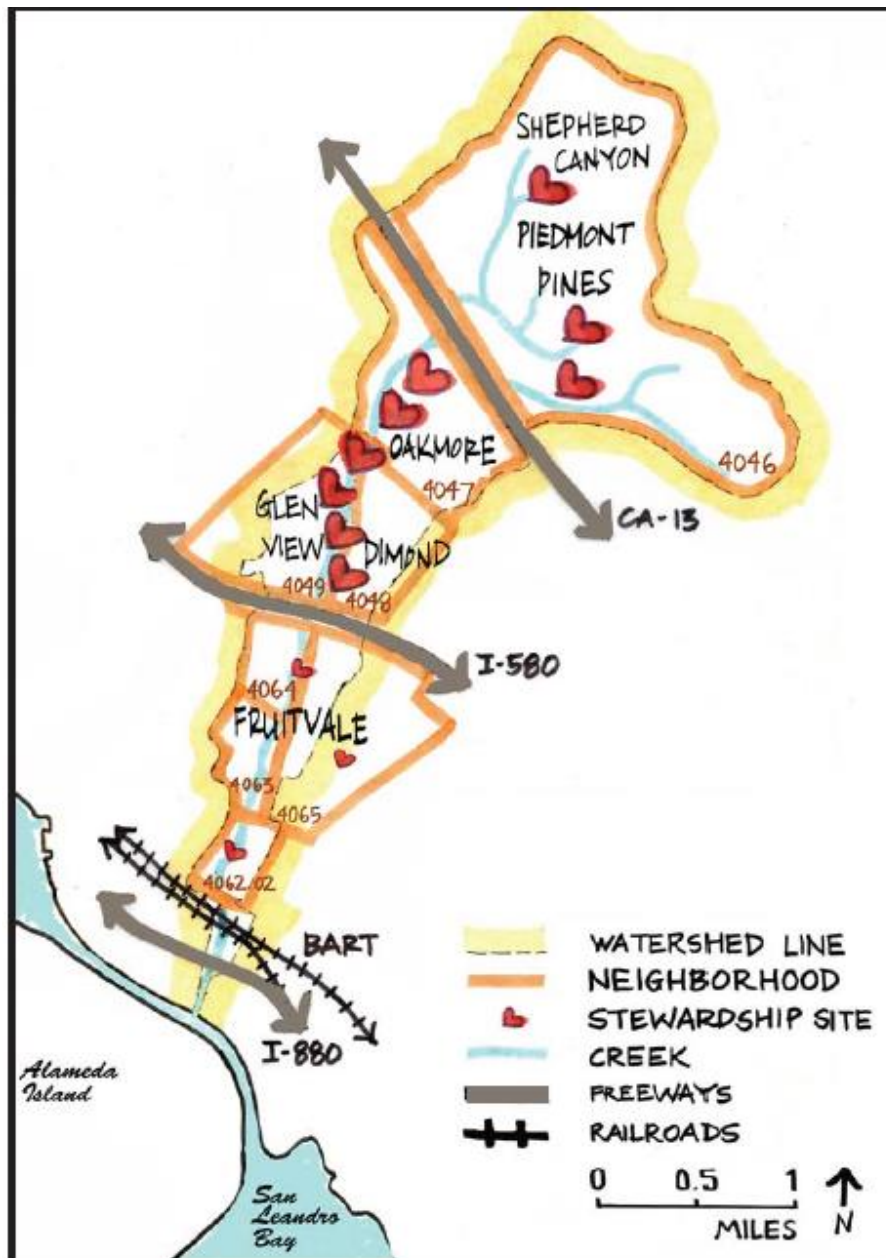 SHEPHERD
CANYON
PIEDMONT
PINES
OAKMORE
4046
4047
CA-13
GLEN
VIEW
DIMOND
4049
4048
I-580
4064
FRUITVALE
4063
4065
4062.02
BART
I-880
Alameda
Island
San
Leandro
Bay
WATERSHED LINE
NEIGHBORHOOD
STEWARDSHIP SITE
CREEK
FREEWAYS
RAILROADS
0 0.5 1
MILES
N